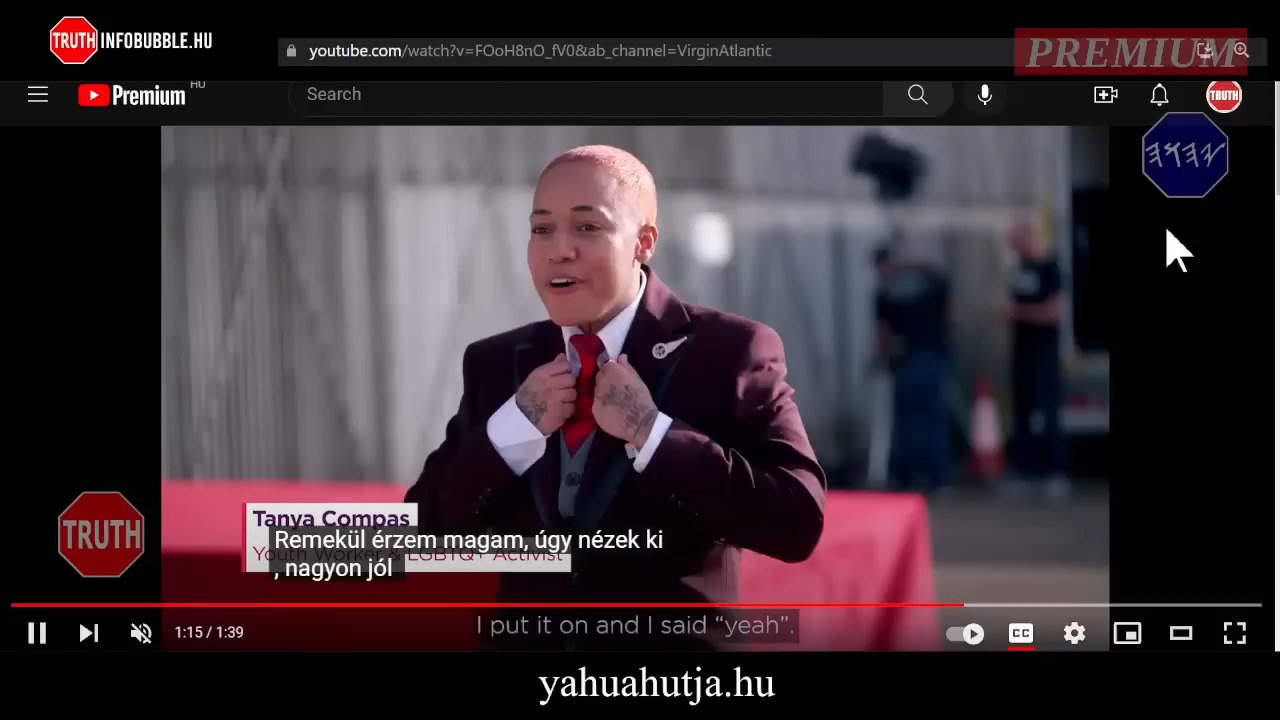 TRUTH INFOBUBBLE.HU
youtube.com/watch?v=FOoH8nO_fV0&ab_channel=VirginAtlantic
PREMIUM
Premium HU
Search
TRUTH
𐤉𐤄𐤅𐤄
TRUTH
Tanya Compas
Youth Worker & LGBTQ+ Activist
Remekül érzem magam, úgy nézek ki
, nagyon jól
I put it on and I said “yeah”.
1:15 / 1:39
CC
yahuahutja.hu